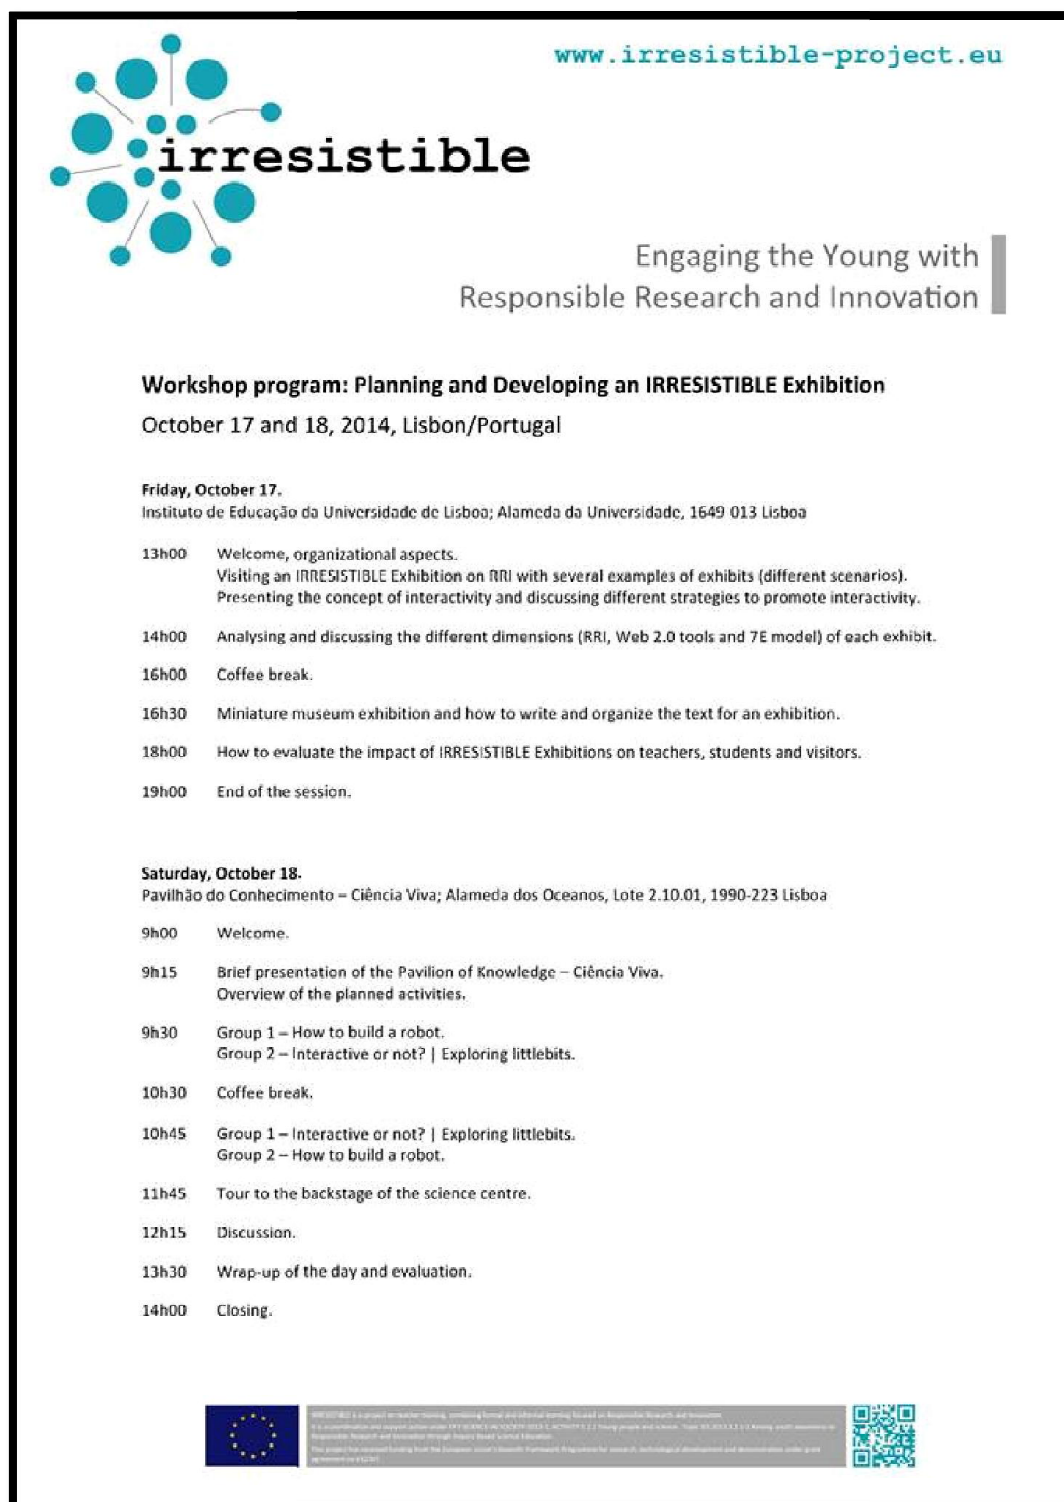 www.irresistible-project.eu
irresistible
Engaging the Young with
Responsible Research and Innovation
Workshop program: Planning and Developing an IRRESISTIBLE Exhibition
October 17 and 18, 2014, Lisbon/Portugal
Friday, October 17.
Instituto de Educação da Universidade de Lisboa; Alameda da Universidade, 1649 013 Lisboa
13h00 Welcome, organizational aspects.
Visiting an IRRESISTIBLE Exhibition on RRI with several examples of exhibits (different scenarios).
Presenting the concept of interactivity and discussing different strategies to promote interactivity.
14h00 Analysing and discussing the different dimensions (RRI, Web 2.0 tools and 7E model) of each exhibit.
16h00 Coffee break.
16h30 Miniature museum exhibition and how to write and organize the text for an exhibition.
18h00 How to evaluate the impact of IRRESISTIBLE Exhibitions on teachers, students and visitors.
19h00 End of the session.
Saturday, October 18.
Pavilhão do Conhecimento – Ciência Viva; Alameda dos Oceanos, Lote 2.10.01, 1990-223 Lisboa
9h00 Welcome.
9h15 Brief presentation of the Pavilion of Knowledge – Ciência Viva.
Overview of the planned activities.
9h30 Group 1 – How to build a robot.
Group 2 – Interactive or not? | Exploring littlebits.
10h30 Coffee break.
10h45 Group 1 – Interactive or not? | Exploring littlebits.
Group 2 – How to build a robot.
11h45 Tour to the backstage of the science centre.
12h15 Discussion.
13h30 Wrap-up of the day and evaluation.
14h00 Closing.